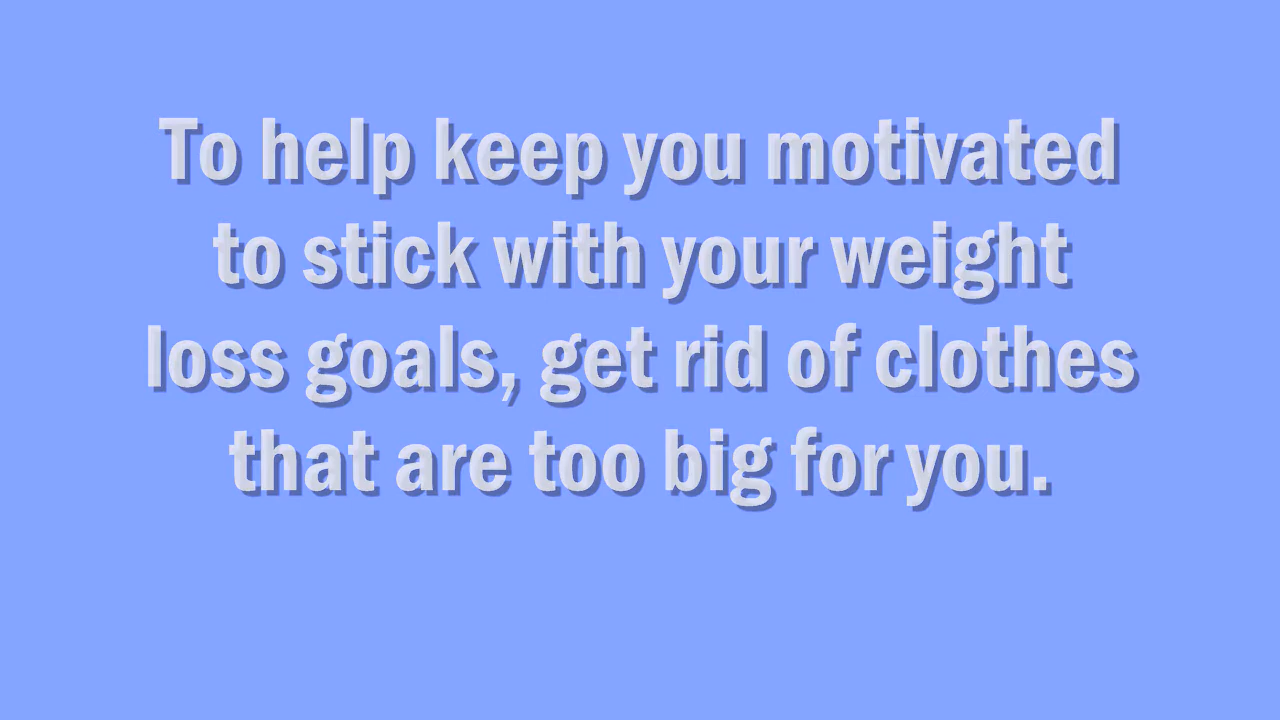 To help keep you motivated
to stick with your weight
loss goals, get rid of clothes
that are too big for you.